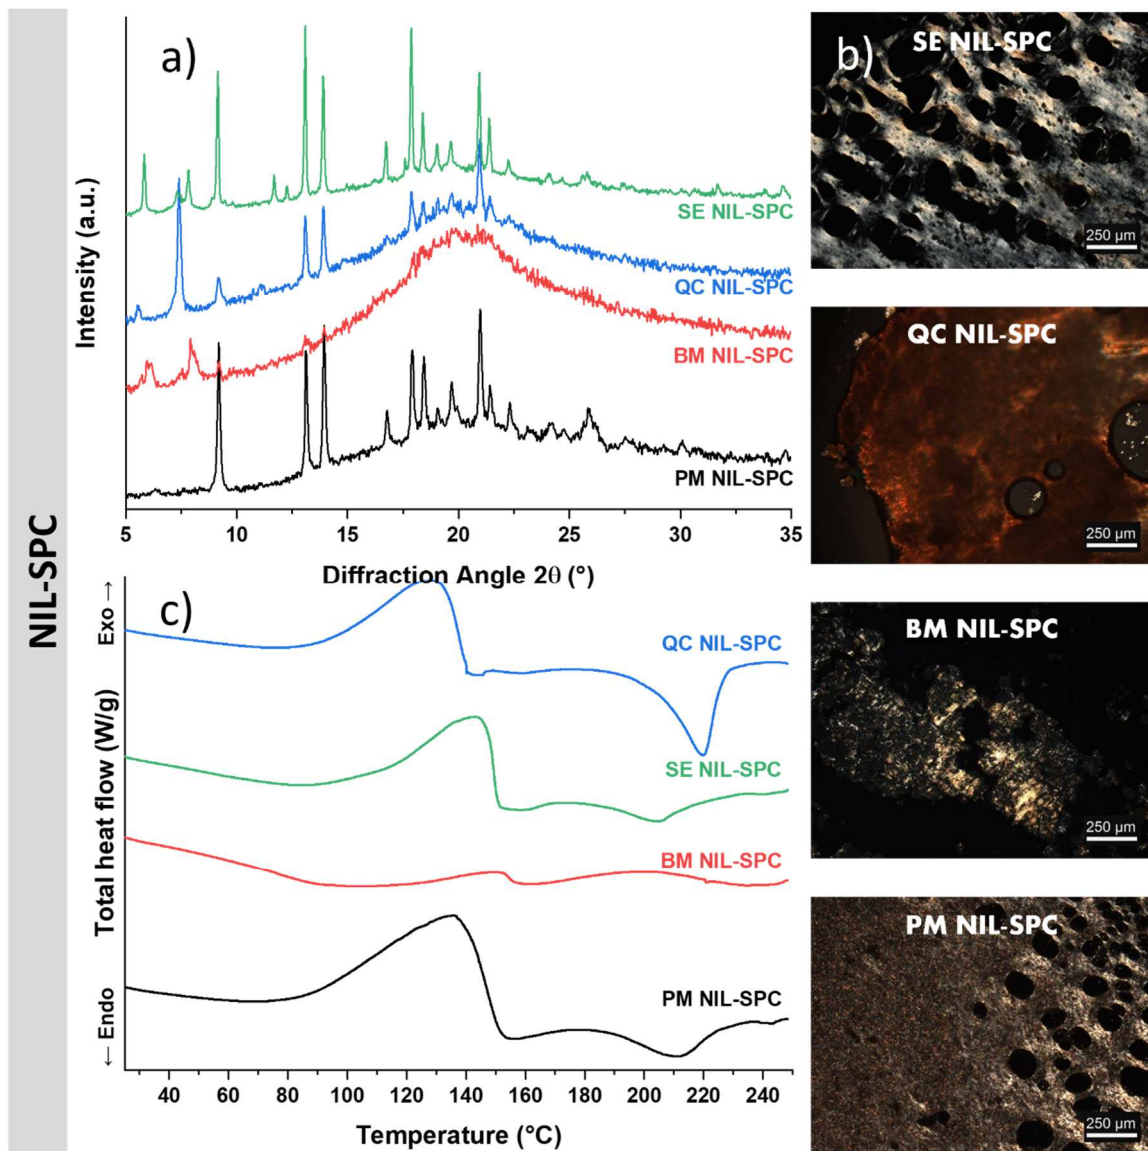 NIL-SPC
a)
Intensity (a.u.)
SE NIL-SPC
QC NIL-SPC
BM NIL-SPC
PM NIL-SPC
5 10 15 20 25 30 35
Diffraction Angle 2θ (°)
b)
SE NIL-SPC
250 µm
QC NIL-SPC
250 µm
BM NIL-SPC
250 µm
PM NIL-SPC
250 µm
c)
← Endo Total heat flow (W/g) Exo →
QC NIL-SPC
SE NIL-SPC
BM NIL-SPC
PM NIL-SPC
40 60 80 100 120 140 160 180 200 220 240
Temperature (°C)